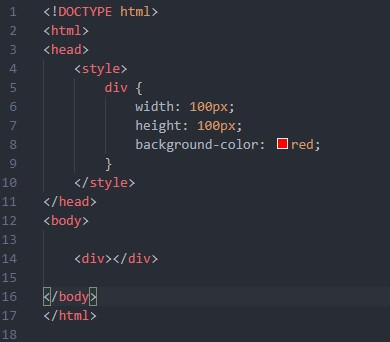 1 <!DOCTYPE html>
2 <html>
3 <head>
4     <style>
5         div {
6             width: 100px;
7             height: 100px;
8             background-color: red;
9         }
10     </style>
11 </head>
12 <body>
13
14     <div></div>
15
16 </body>
17 </html>
18